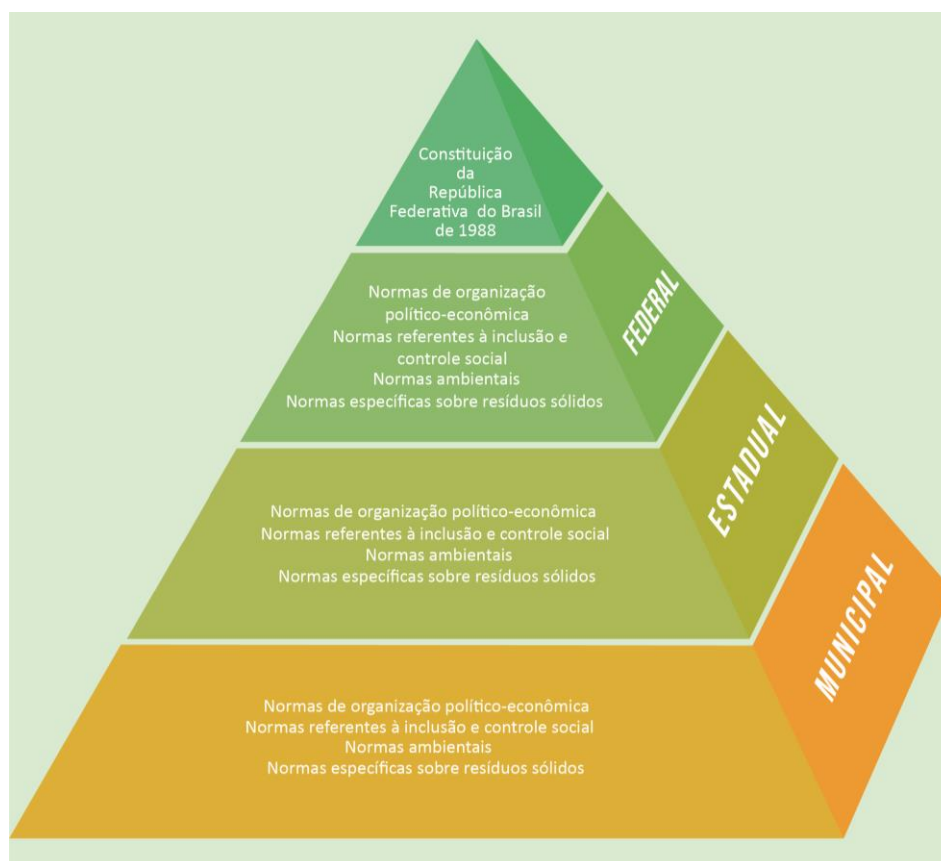 Constituição
da
República
Federativa do Brasil
de 1988
Normas de organização
político-econômica
Normas referentes à inclusão e
controle social
Normas ambientais
Normas específicas sobre resíduos sólidos
FEDERAL
Normas de organização político-econômica
Normas referentes à inclusão e controle social
Normas ambientais
Normas específicas sobre resíduos sólidos
ESTADUAL
Normas de organização político-econômica
Normas referentes à inclusão e controle social
Normas ambientais
Normas específicas sobre resíduos sólidos
MUNICIPAL